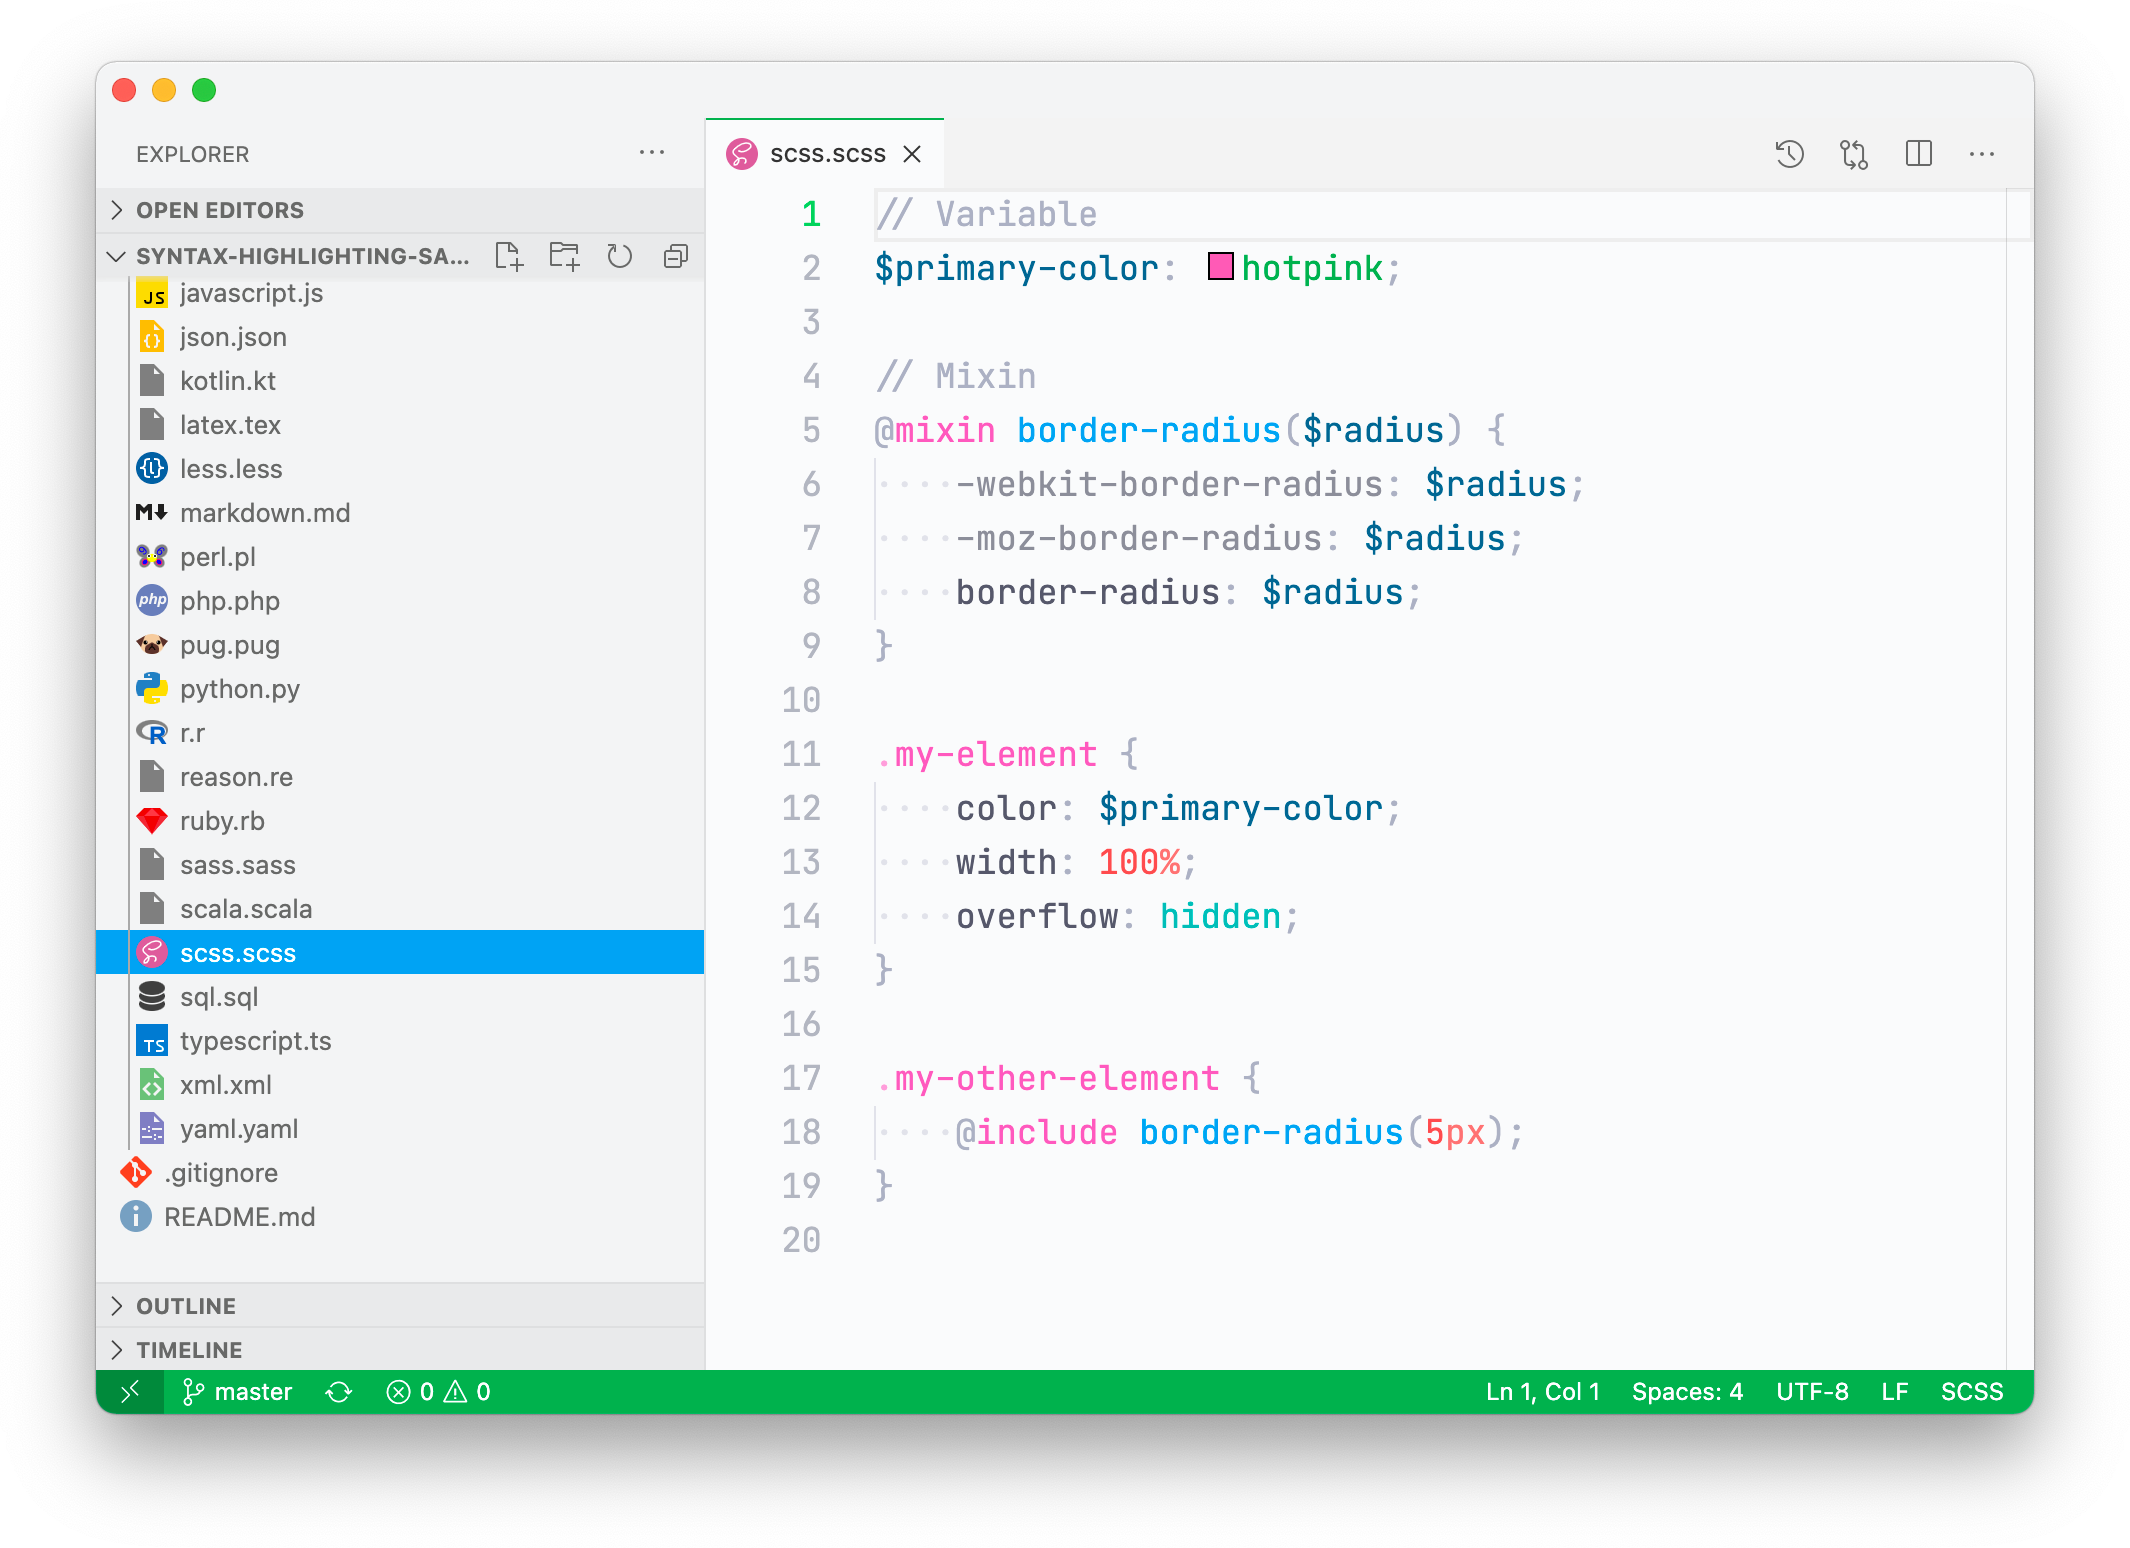 EXPLORER
OPEN EDITORS
SYNTAX-HIGHLIGHTING-SA...
JS javascript.js
json.json
kotlin.kt
latex.tex
less.less
M markdown.md
perl.pl
php php.php
pug.pug
python.py
R r.r
reason.re
ruby.rb
sass.sass
scala.scala
scss.scss
sql.sql
TS typescript.ts
xml.xml
yaml.yaml
.gitignore
README.md
OUTLINE
TIMELINE
scss.scss
1 // Variable
2 $primary-color: hotpink;
3
4 // Mixin
5 @mixin border-radius($radius) {
6 ····-webkit-border-radius: $radius;
7 ····-moz-border-radius: $radius;
8 ····border-radius: $radius;
9 }
10
11 .my-element {
12 ····color: $primary-color;
13 ····width: 100%;
14 ····overflow: hidden;
15 }
16
17 .my-other-element {
18 ····@include border-radius(5px);
19 }
20
master 0 0 Ln 1, Col 1 Spaces: 4 UTF-8 LF SCSS